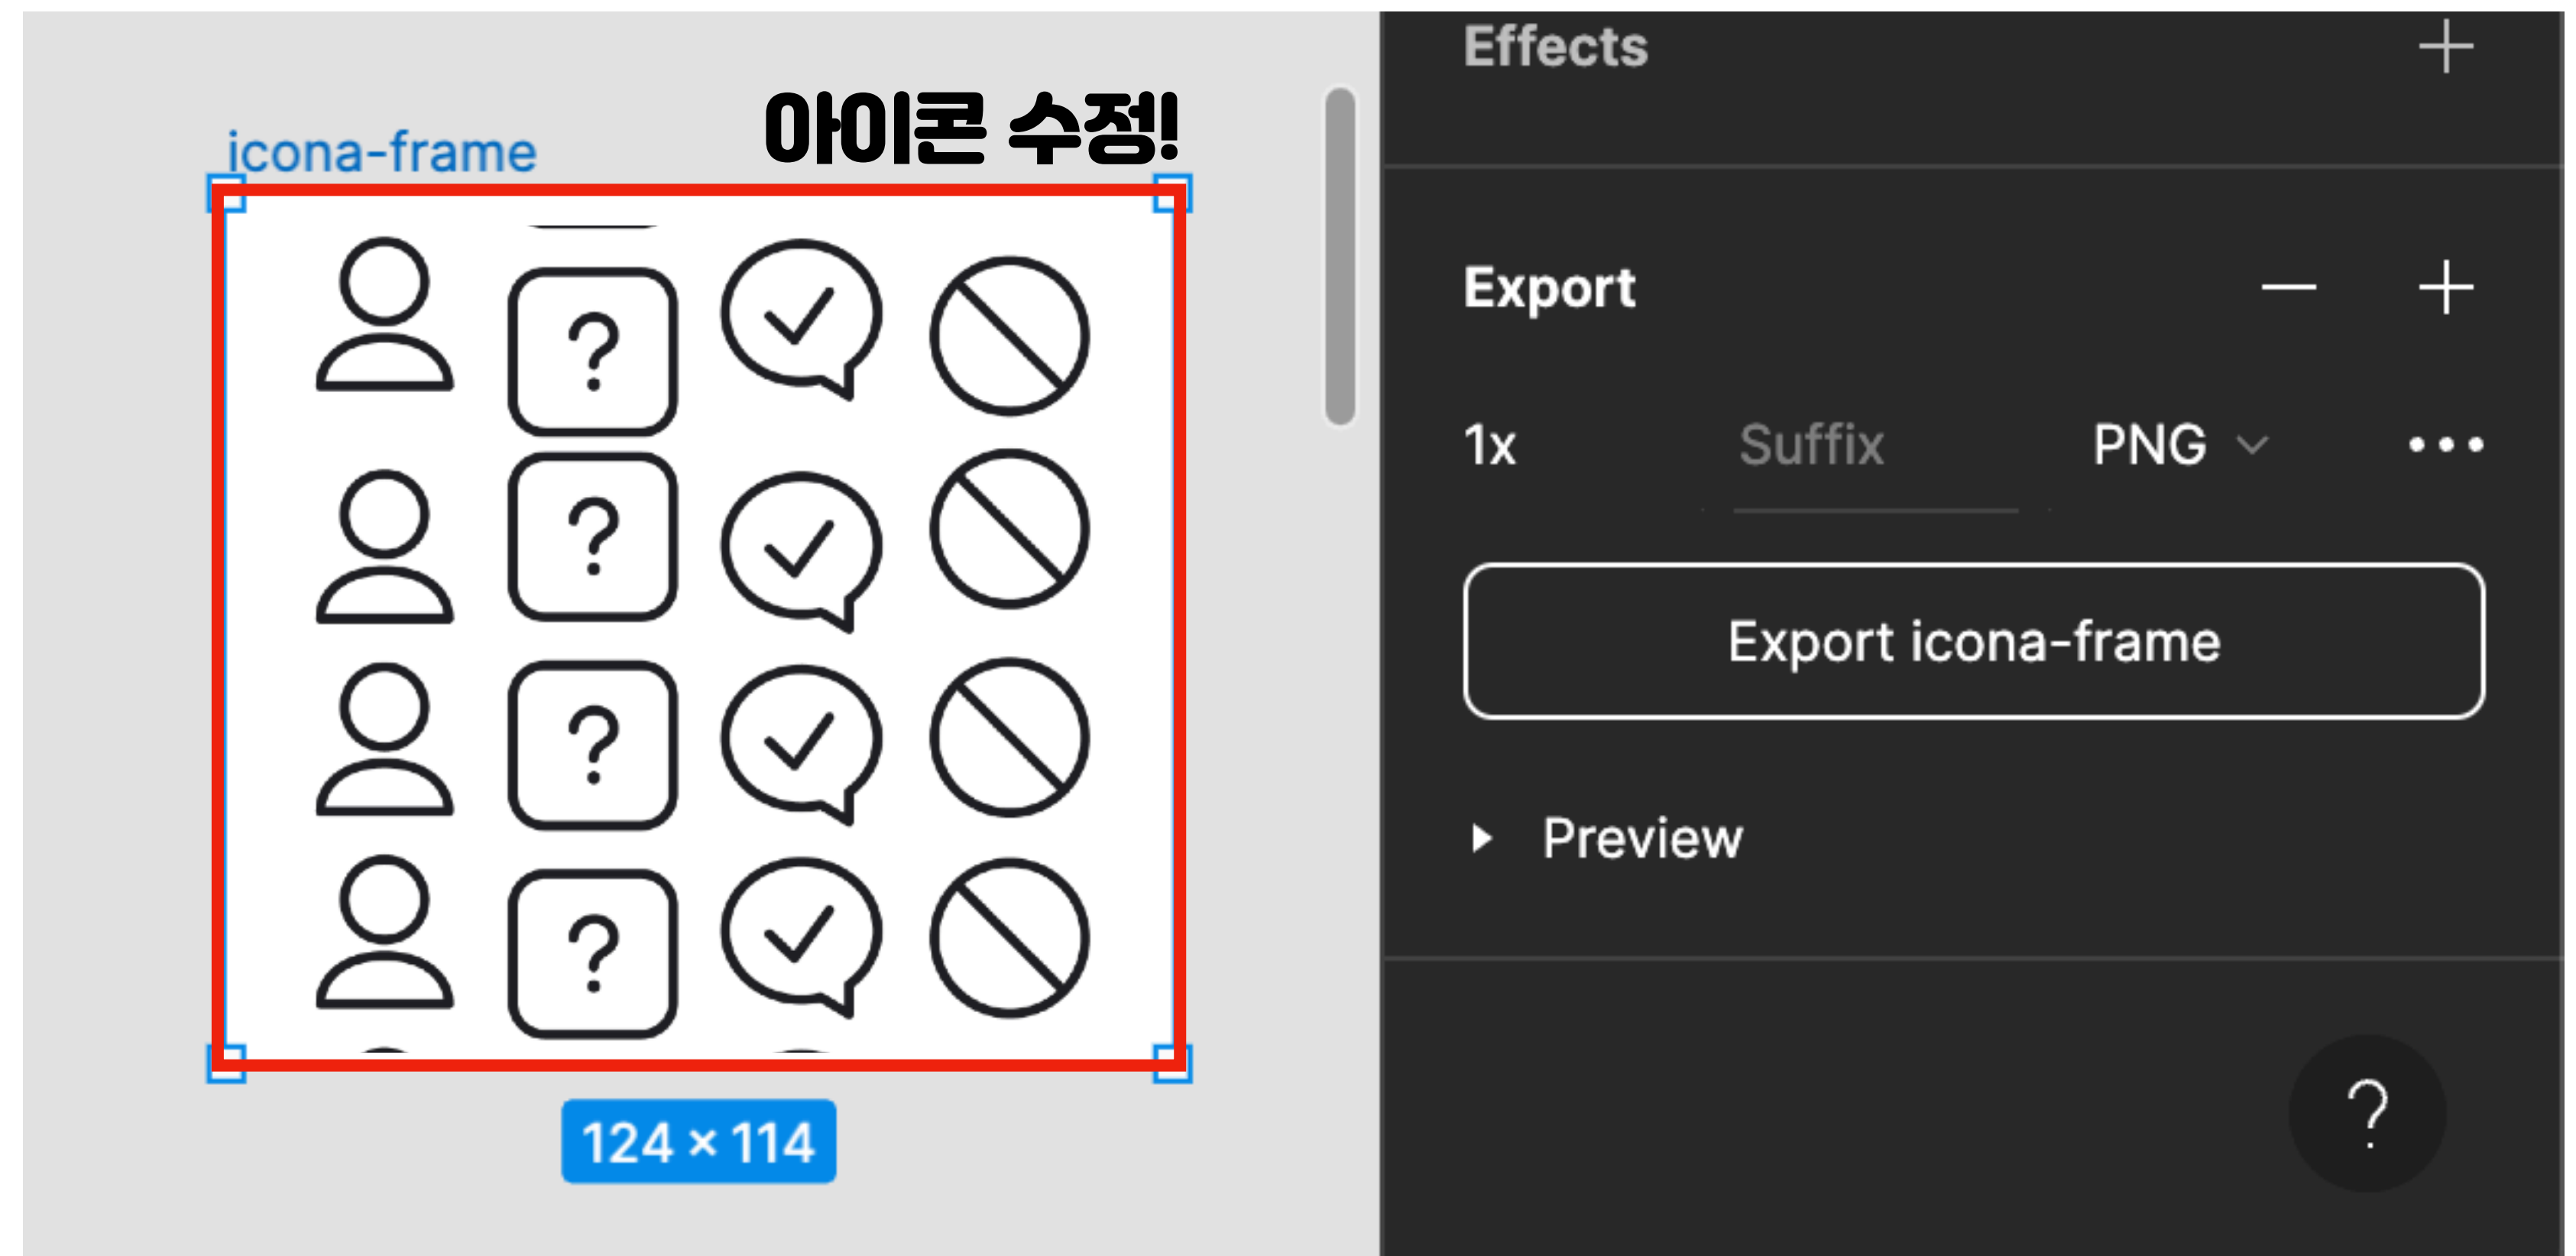 아이콘 수정!
icona-frame
?
?
?
?
124 × 114
Effects
Export
1x Suffix PNG
Export icona-frame
Preview
?